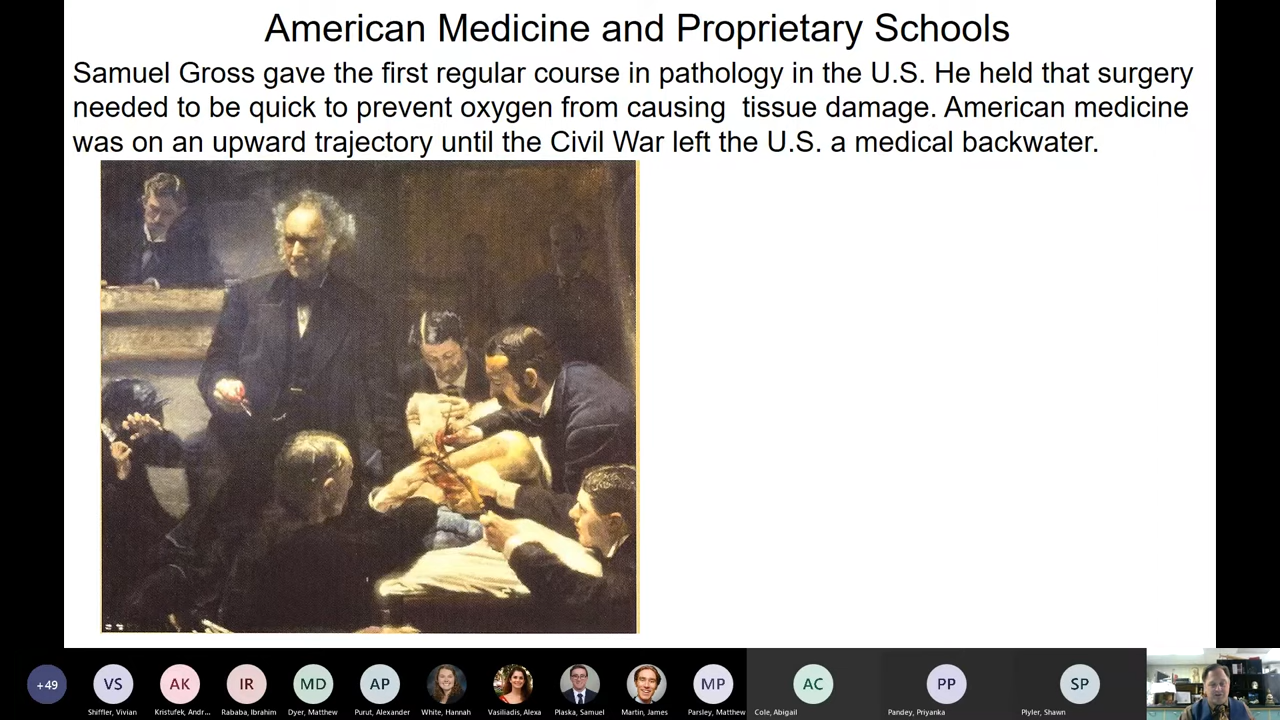 American Medicine and Proprietary Schools
Samuel Gross gave the first regular course in pathology in the U.S. He held that surgery
needed to be quick to prevent oxygen from causing  tissue damage. American medicine
was on an upward trajectory until the Civil War left the U.S. a medical backwater.
+49
VS
AK
IR
MD
AP
MP
AC
PP
SP
Shiffler, Vivian
Kristufek, Andr...
Rababa, Ibrahim
Dyer, Matthew
Purut, Alexander
White, Hannah
Vasiliadis, Alexa
Plaska, Samuel
Martin, James
Parsley, Matthew
Cole, Abigail
Pandey, Priyanka
Plyler, Shawn